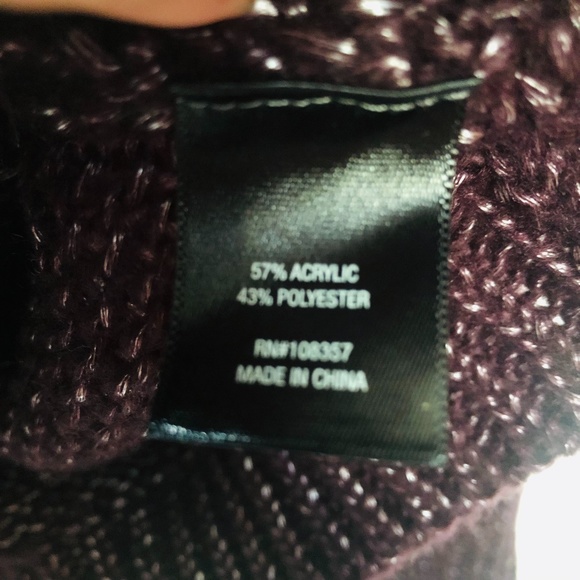 57% ACRYLIC
43% POLYESTER
RN#108357
MADE IN CHINA